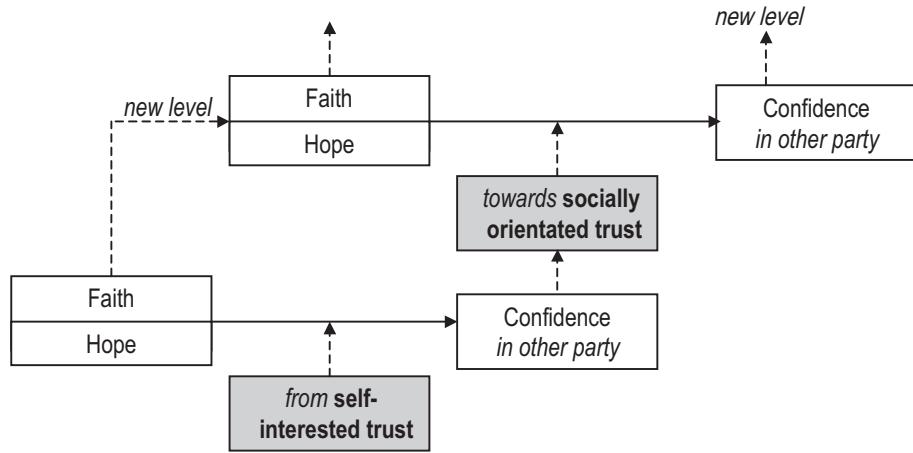 new level
Faith
Hope
new level
Confidence
in other party
towards socially
orientated trust
Faith
Hope
Confidence
in other party
from self-
interested trust